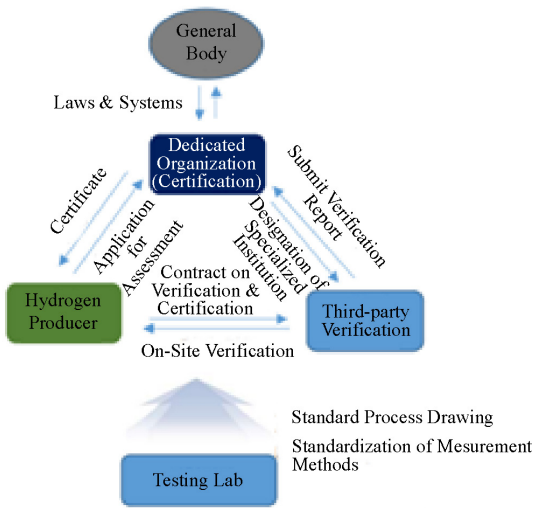 General
Body
Laws & Systems
Dedicated
Organization
(Certification)
Certificate
Application
for
Assessment
Designation of
Specialized
Institution
Submit Verification
Report
Hydrogen
Producer
Contract on
Verification &
Certification
Third-party
Verification
On-Site Verification
Standard Process Drawing
Standardization of Mesurement
Methods
Testing Lab